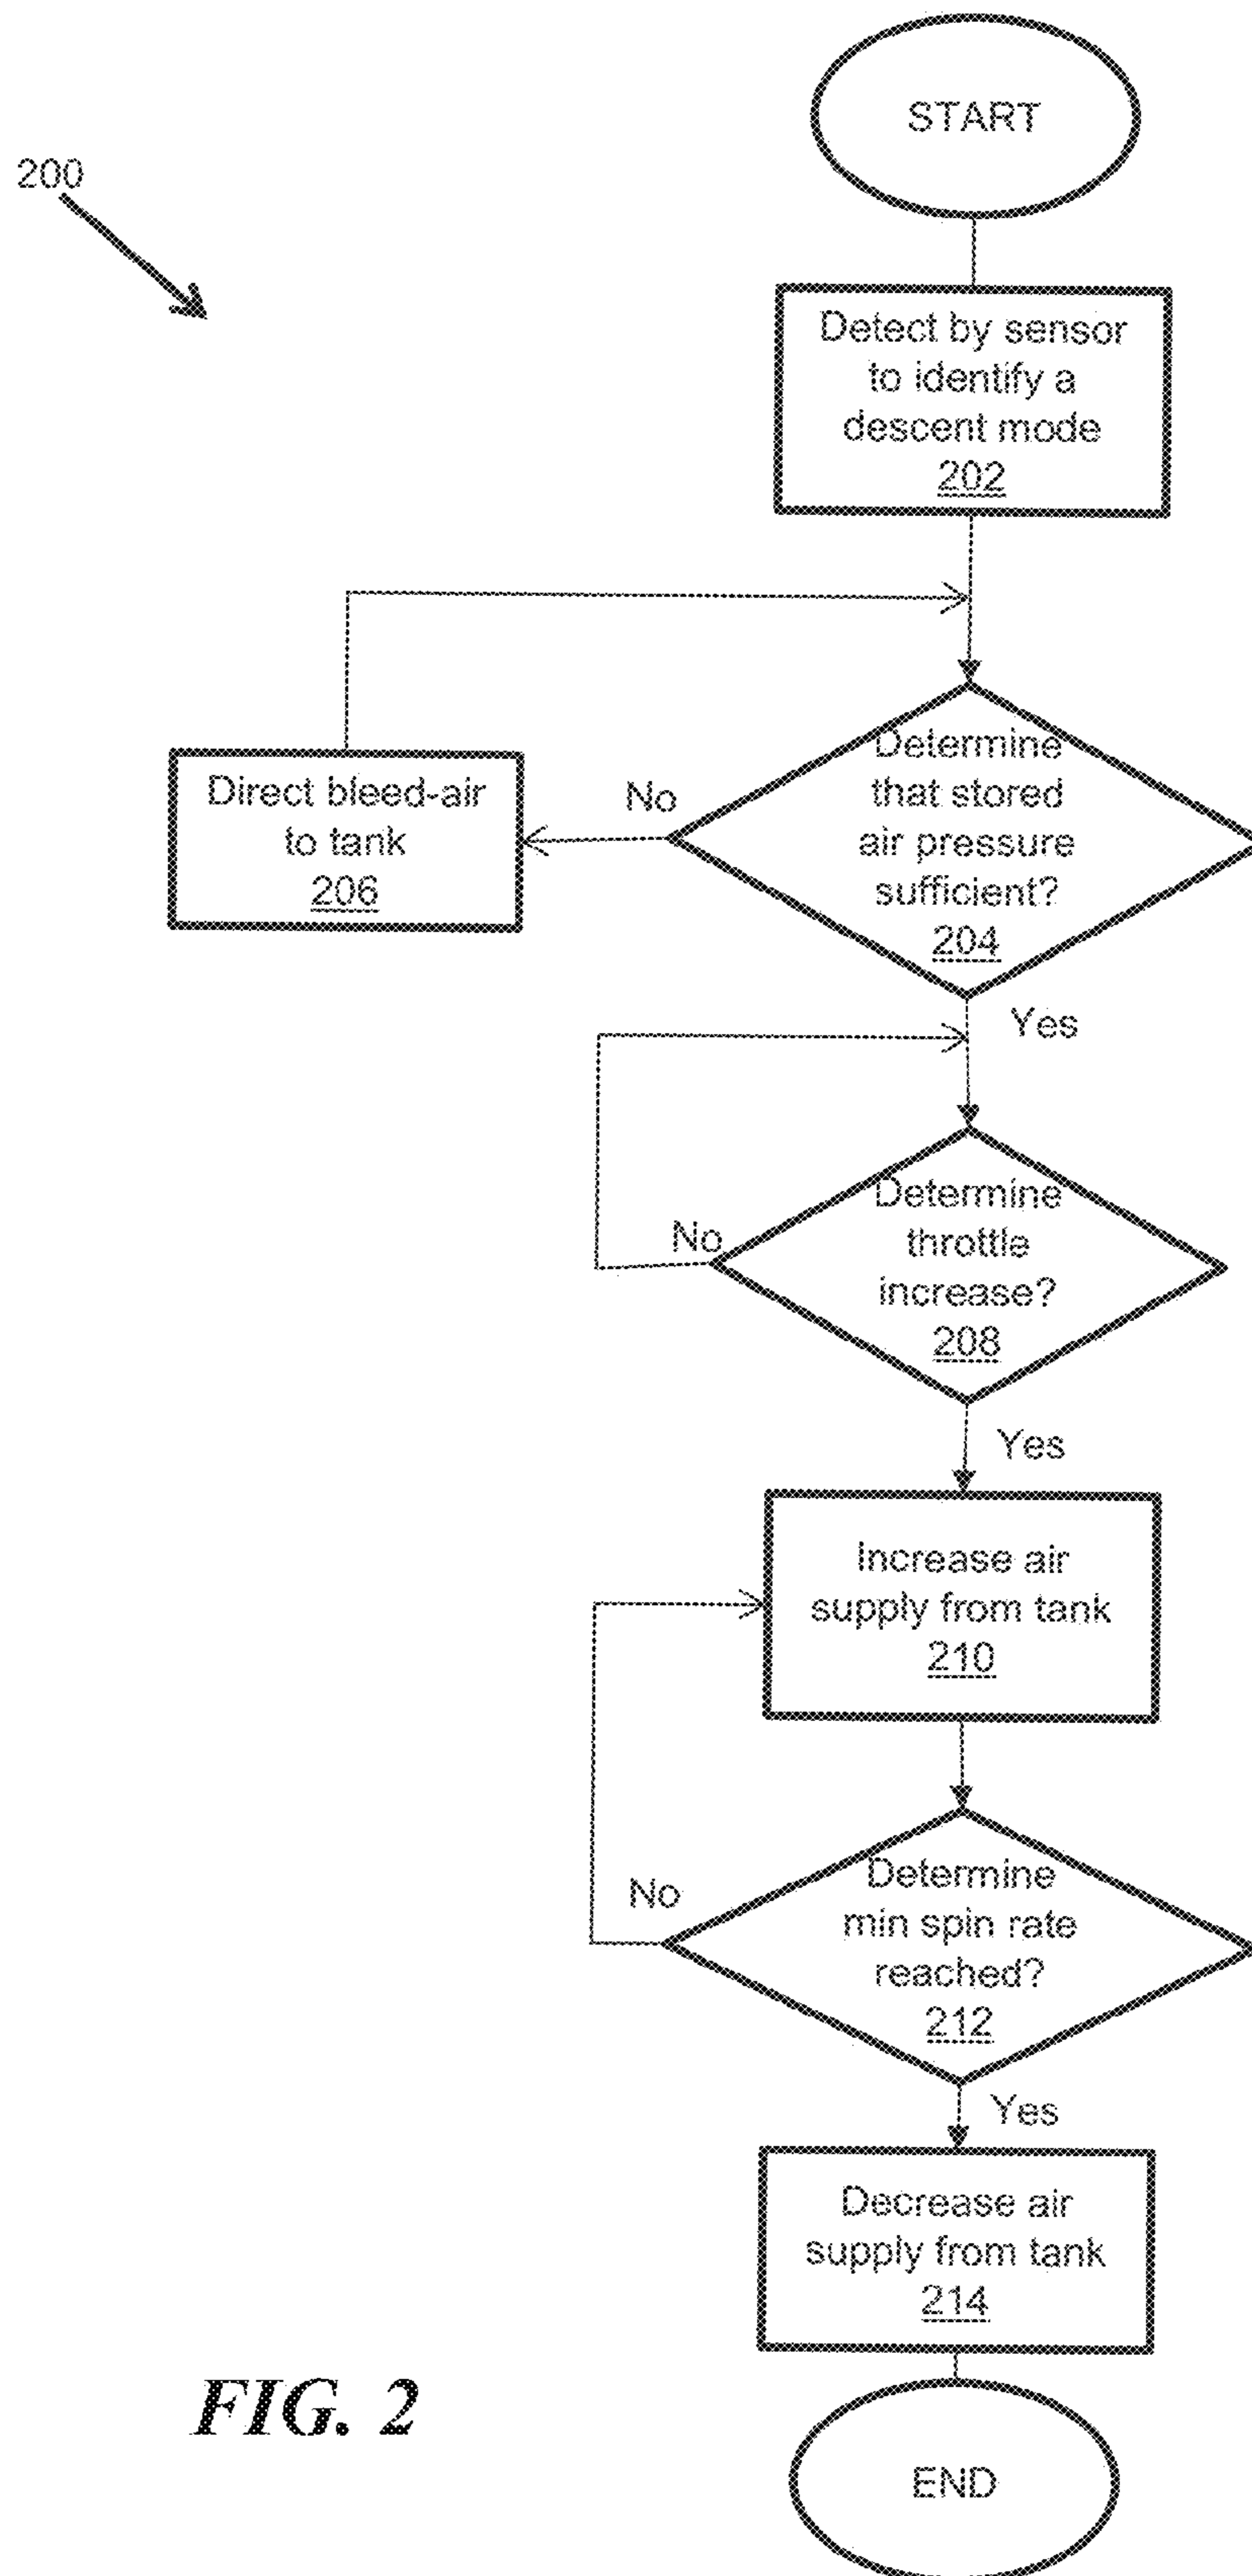 START
200
Detect by sensor
to identify a
descent mode
202
Determine
that stored
air pressure
sufficient?
204
No
Direct bleed-air
to tank
206
Yes
Determine
throttle
increase?
208
No
Yes
Increase air
supply from tank
210
Determine
min spin rate
reached?
212
No
Yes
Decrease air
supply from tank
214
FIG. 2
END